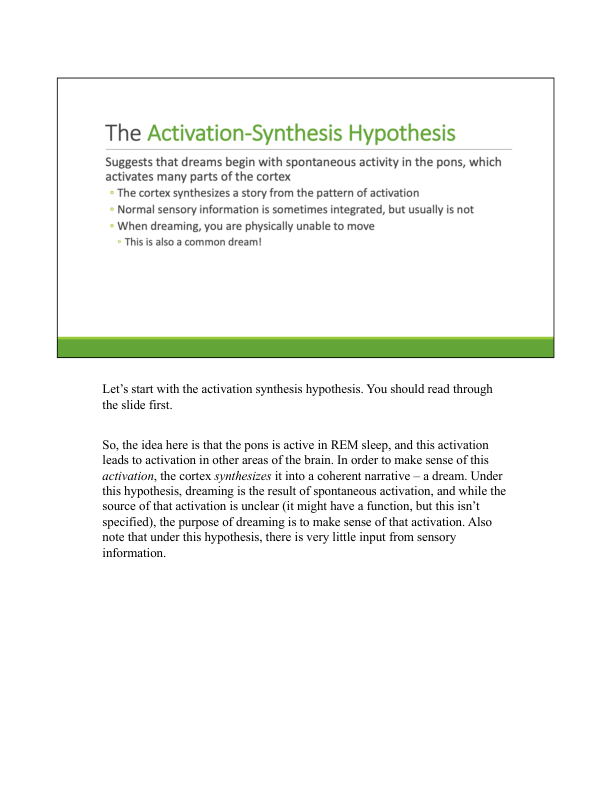 The Activation-Synthesis Hypothesis
Suggests that dreams begin with spontaneous activity in the pons, which
activates many parts of the cortex
▪ The cortex synthesizes a story from the pattern of activation
▪ Normal sensory information is sometimes integrated, but usually is not
▪ When dreaming, you are physically unable to move
▪ This is also a common dream!
Let’s start with the activation synthesis hypothesis. You should read through
the slide first.
So, the idea here is that the pons is active in REM sleep, and this activation
leads to activation in other areas of the brain. In order to make sense of this
activation, the cortex synthesizes it into a coherent narrative – a dream. Under
this hypothesis, dreaming is the result of spontaneous activation, and while the
source of that activation is unclear (it might have a function, but this isn’t
specified), the purpose of dreaming is to make sense of that activation. Also
note that under this hypothesis, there is very little input from sensory
information.